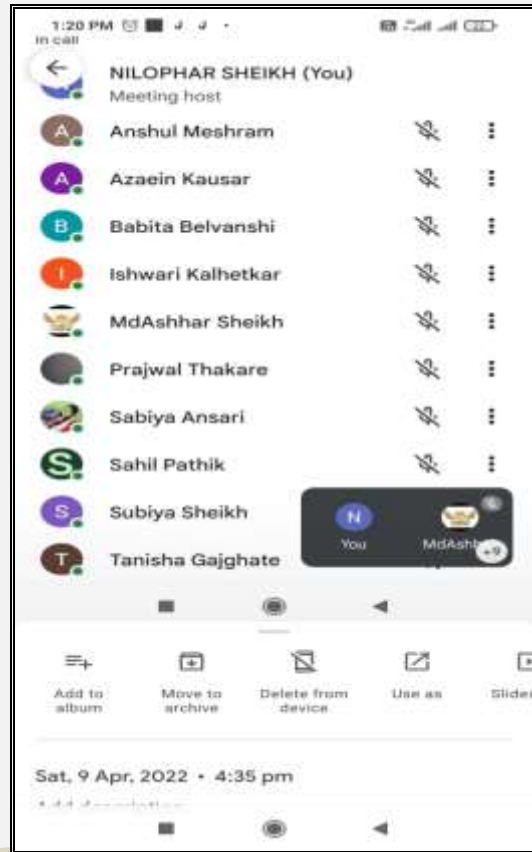 1:20 PM
In call
NILOPHAR SHEIKH (You)
Meeting host
A Anshul Meshram
A Azaein Kausar
B Babita Belvanshi
I Ishwari Kalhetkar
MdAshhar Sheikh
Prajwal Thakare
Sabiya Ansari
S Sahil Pathik
S Subiya Sheikh
N
You
MdAshh
+9
T Tanisha Gajghate
Add to album
Move to archive
Delete from device
Use as
Slide
Sat, 9 Apr, 2022 • 4:35 pm